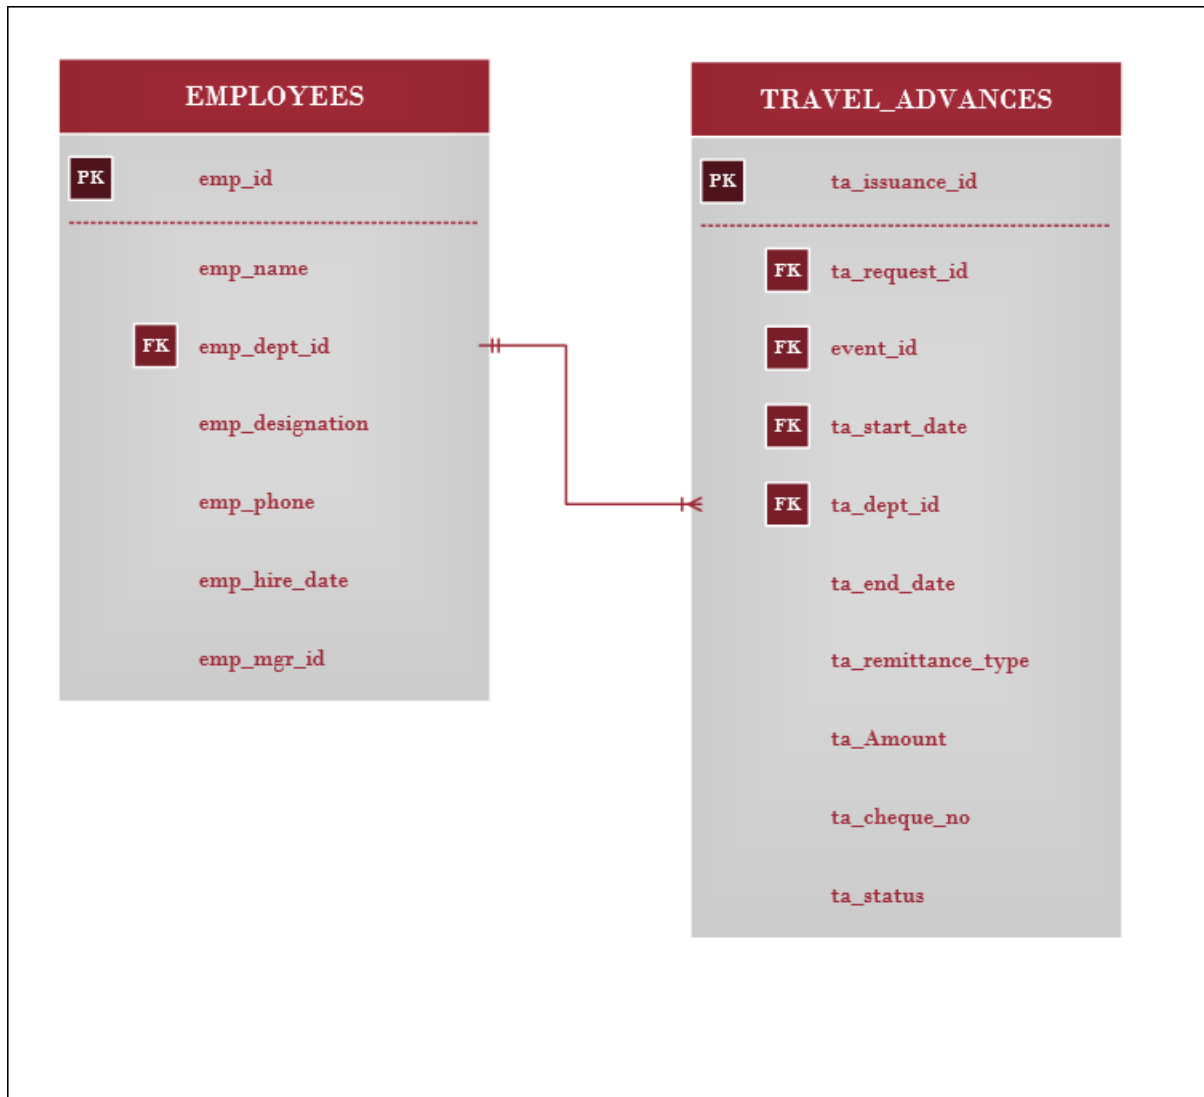 EMPLOYEES
PK emp_id
emp_name
FK emp_dept_id
emp_designation
emp_phone
emp_hire_date
emp_mgr_id
TRAVEL_ADVANCES
PK ta_issuance_id
FK ta_request_id
FK event_id
FK ta_start_date
FK ta_dept_id
ta_end_date
ta_remittance_type
ta_Amount
ta_cheque_no
ta_status